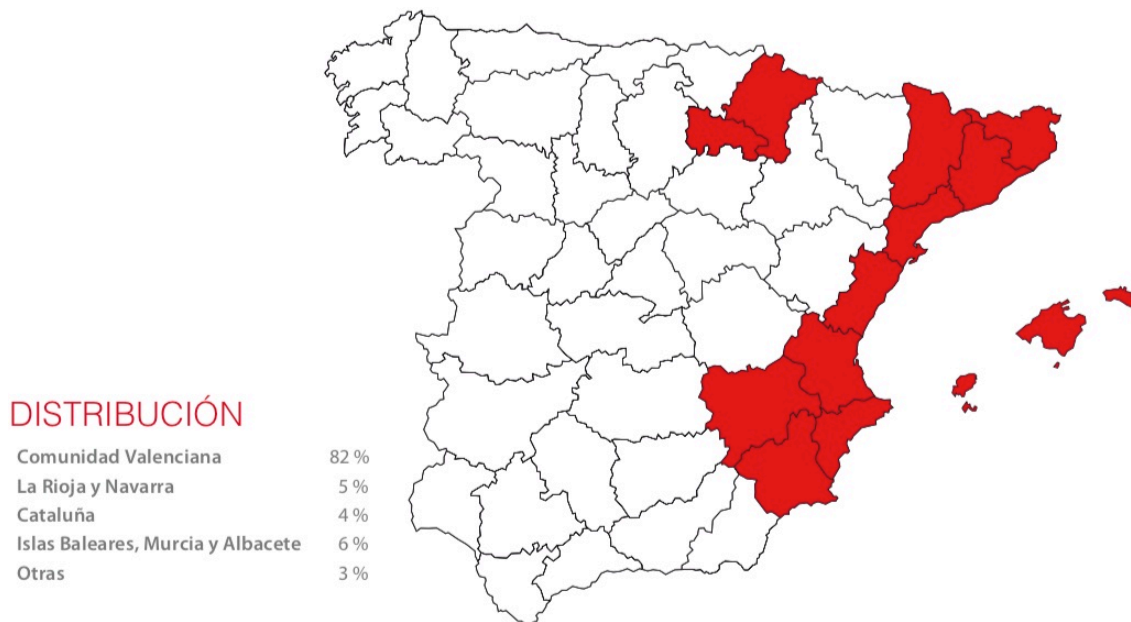 DISTRIBUCIÓN
Comunidad Valenciana 82 %
La Rioja y Navarra 5 %
Cataluña 4 %
Islas Baleares, Murcia y Albacete 6 %
Otras 3 %